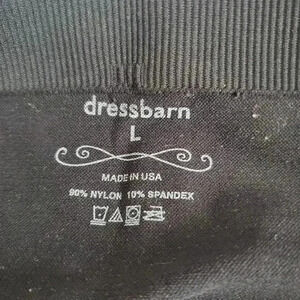 dressbarn
L
MADE IN USA
90% NYLON 10% SPANDEX